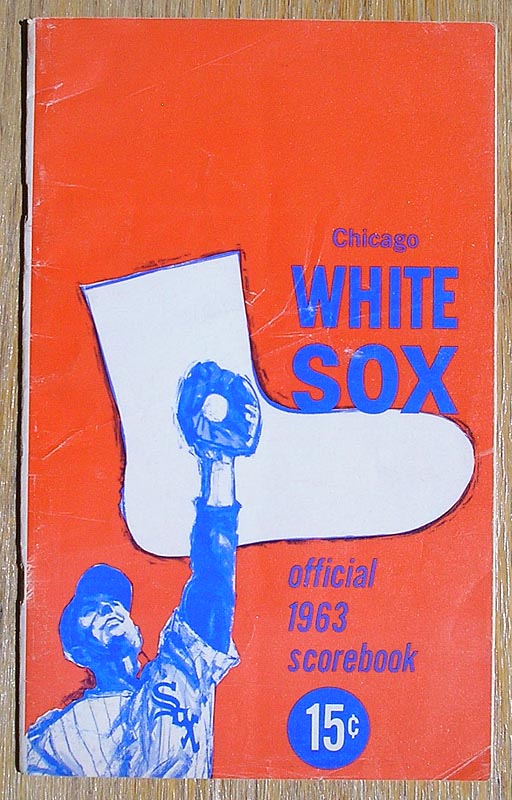 Chicago
WHITE
SOX
official
1963
scorebook
15¢
Sox